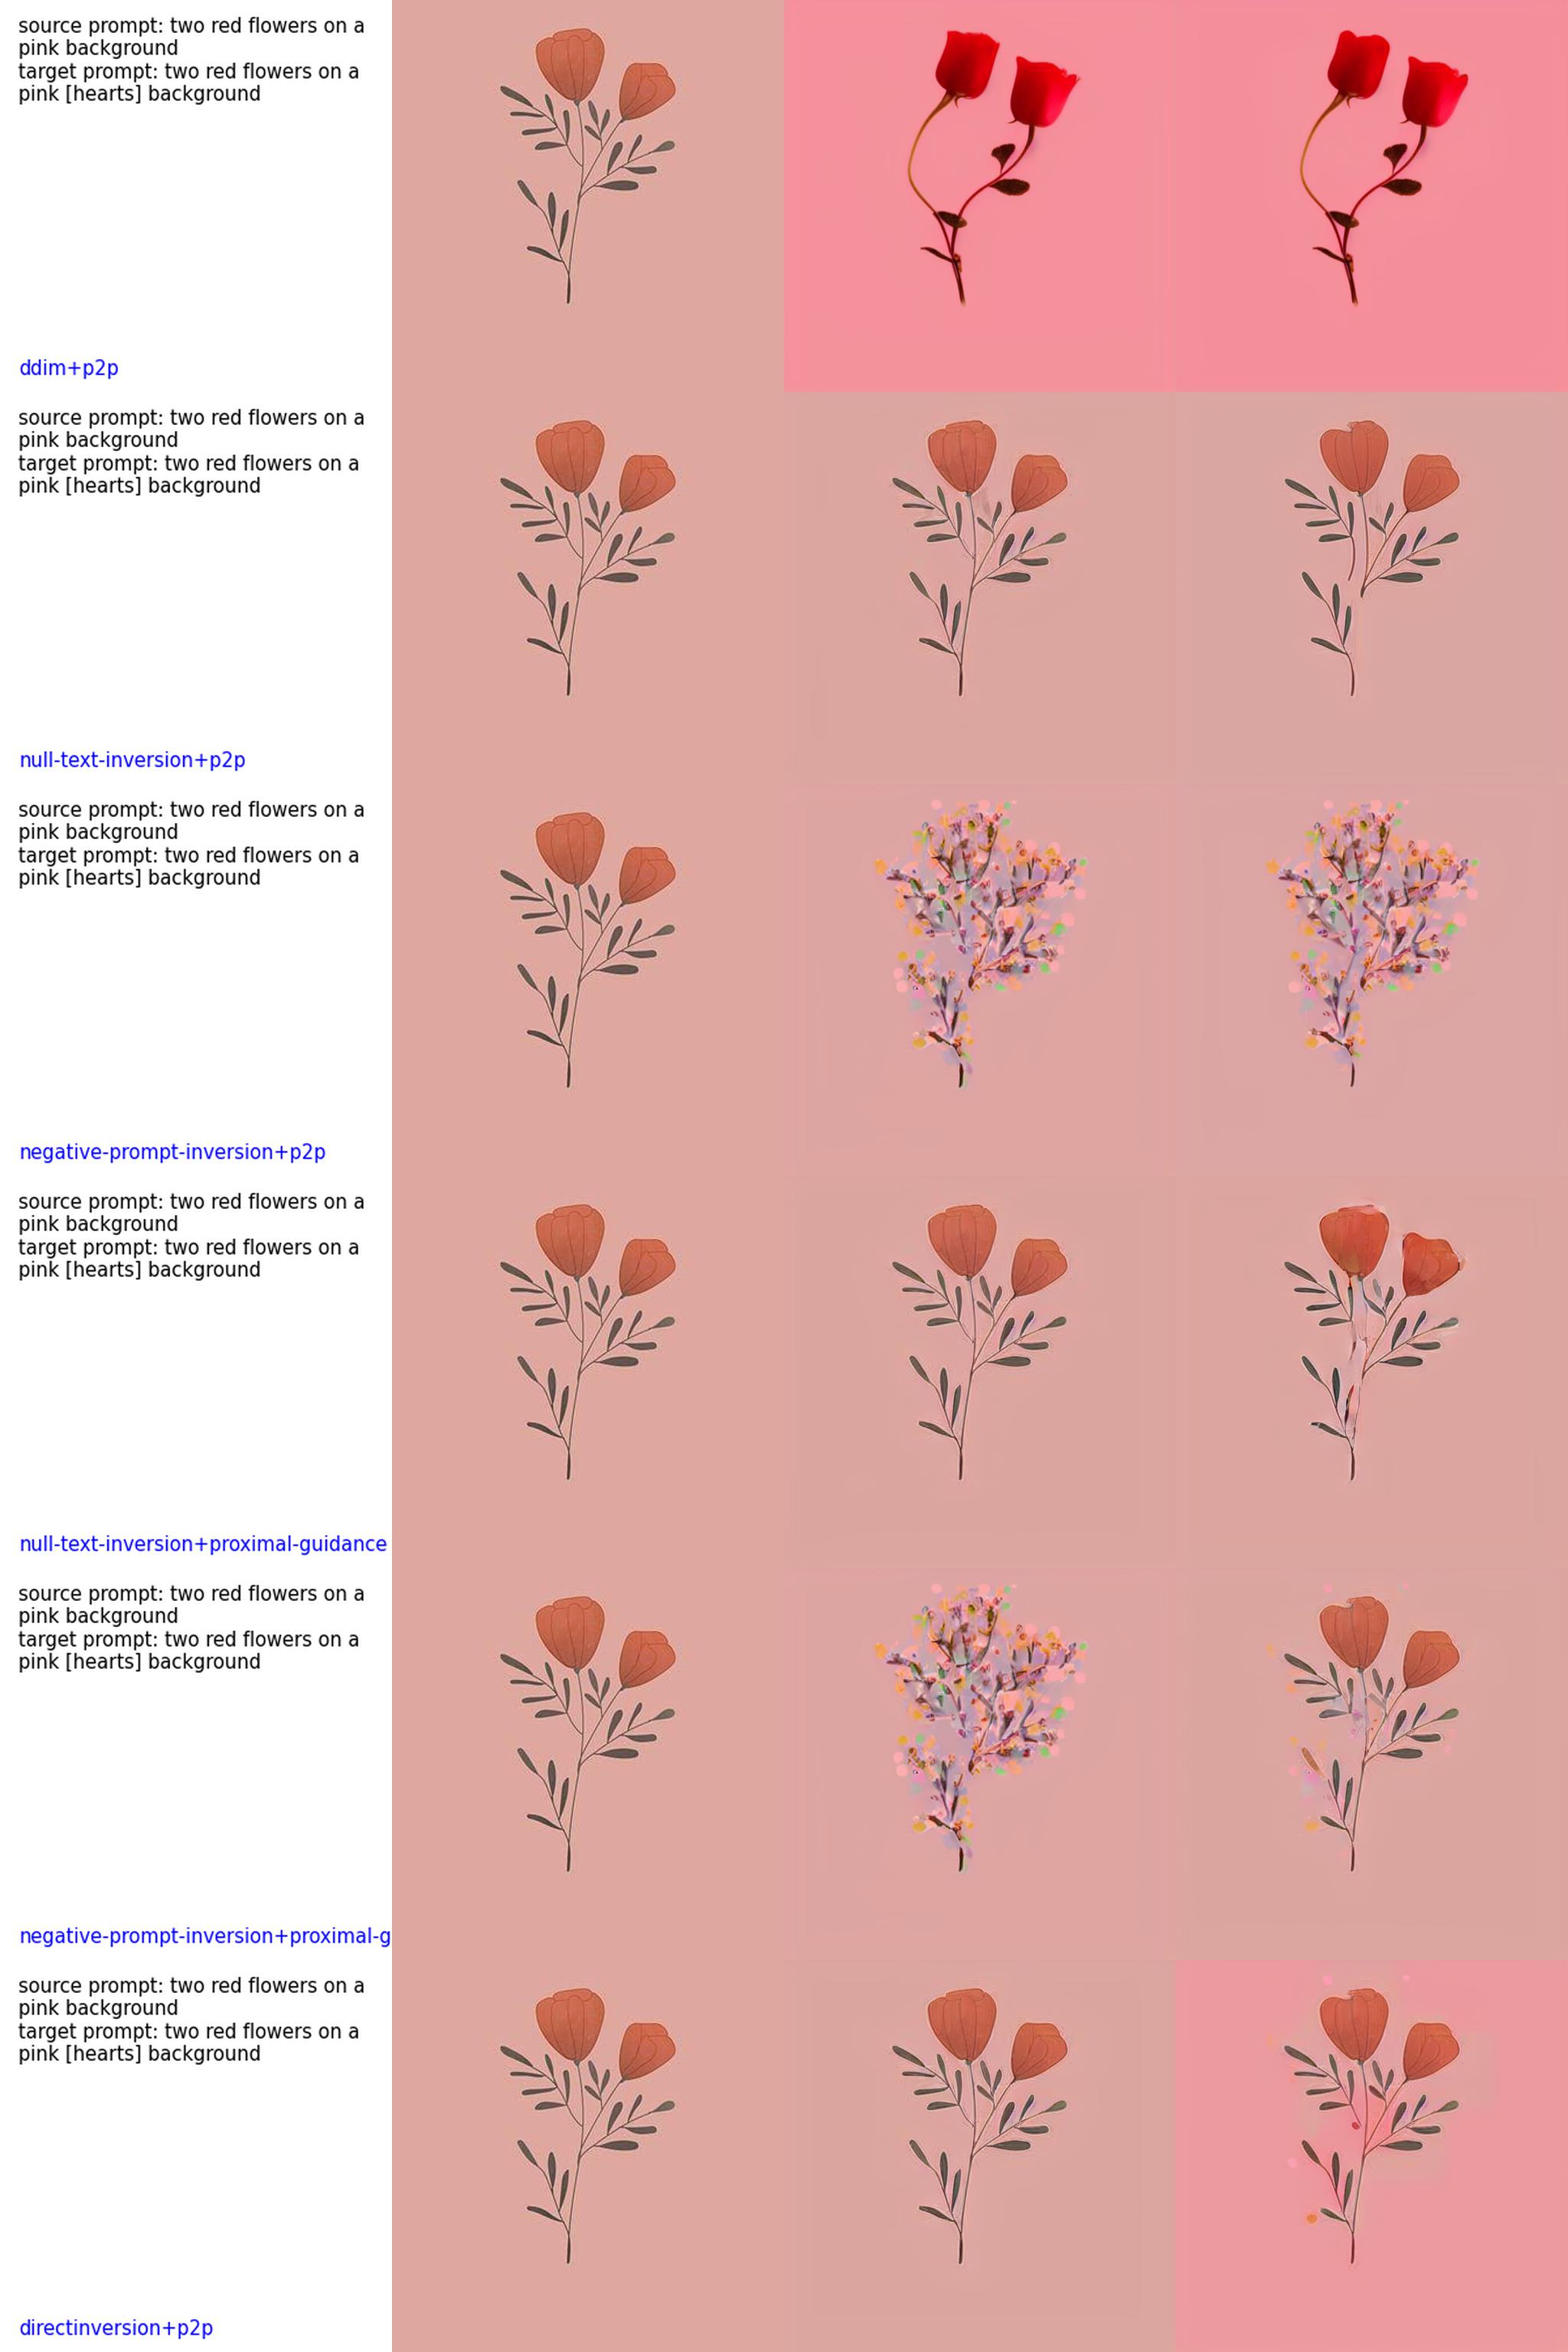 source prompt: two red flowers on a
pink background
target prompt: two red flowers on a
pink [hearts] background
ddim+p2p
source prompt: two red flowers on a
pink background
target prompt: two red flowers on a
pink [hearts] background
null-text-inversion+p2p
source prompt: two red flowers on a
pink background
target prompt: two red flowers on a
pink [hearts] background
negative-prompt-inversion+p2p
source prompt: two red flowers on a
pink background
target prompt: two red flowers on a
pink [hearts] background
null-text-inversion+proximal-guidance
source prompt: two red flowers on a
pink background
target prompt: two red flowers on a
pink [hearts] background
negative-prompt-inversion+proximal-g
source prompt: two red flowers on a
pink background
target prompt: two red flowers on a
pink [hearts] background
directinversion+p2p